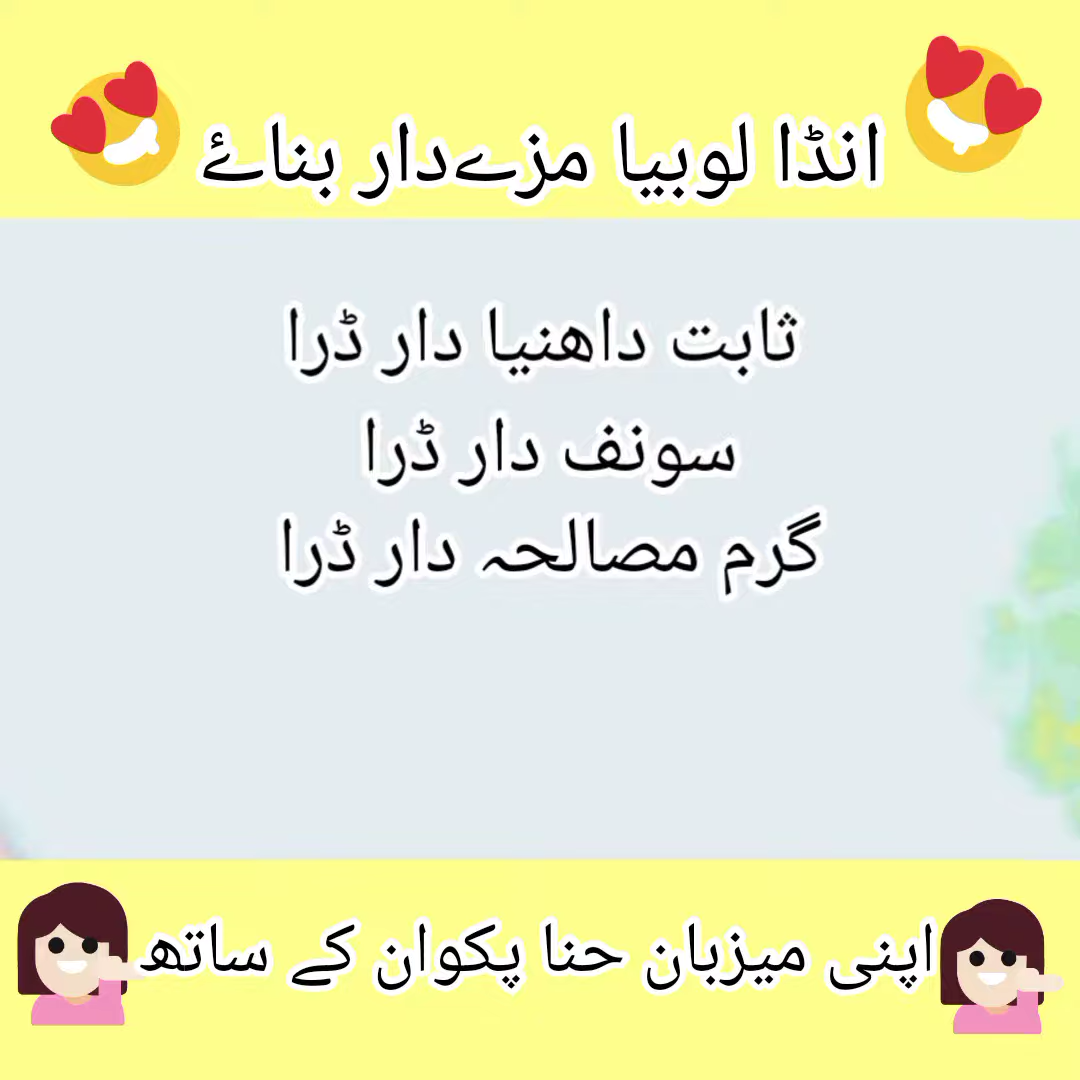 انڈا لوبیا مزےدار بنائے
ثابت داھنیا دار ڈرا
سونف دار ڈرا
گرم مصالحہ دار ڈرا
اپنی میزبان حنا پکوان کے ساتھ